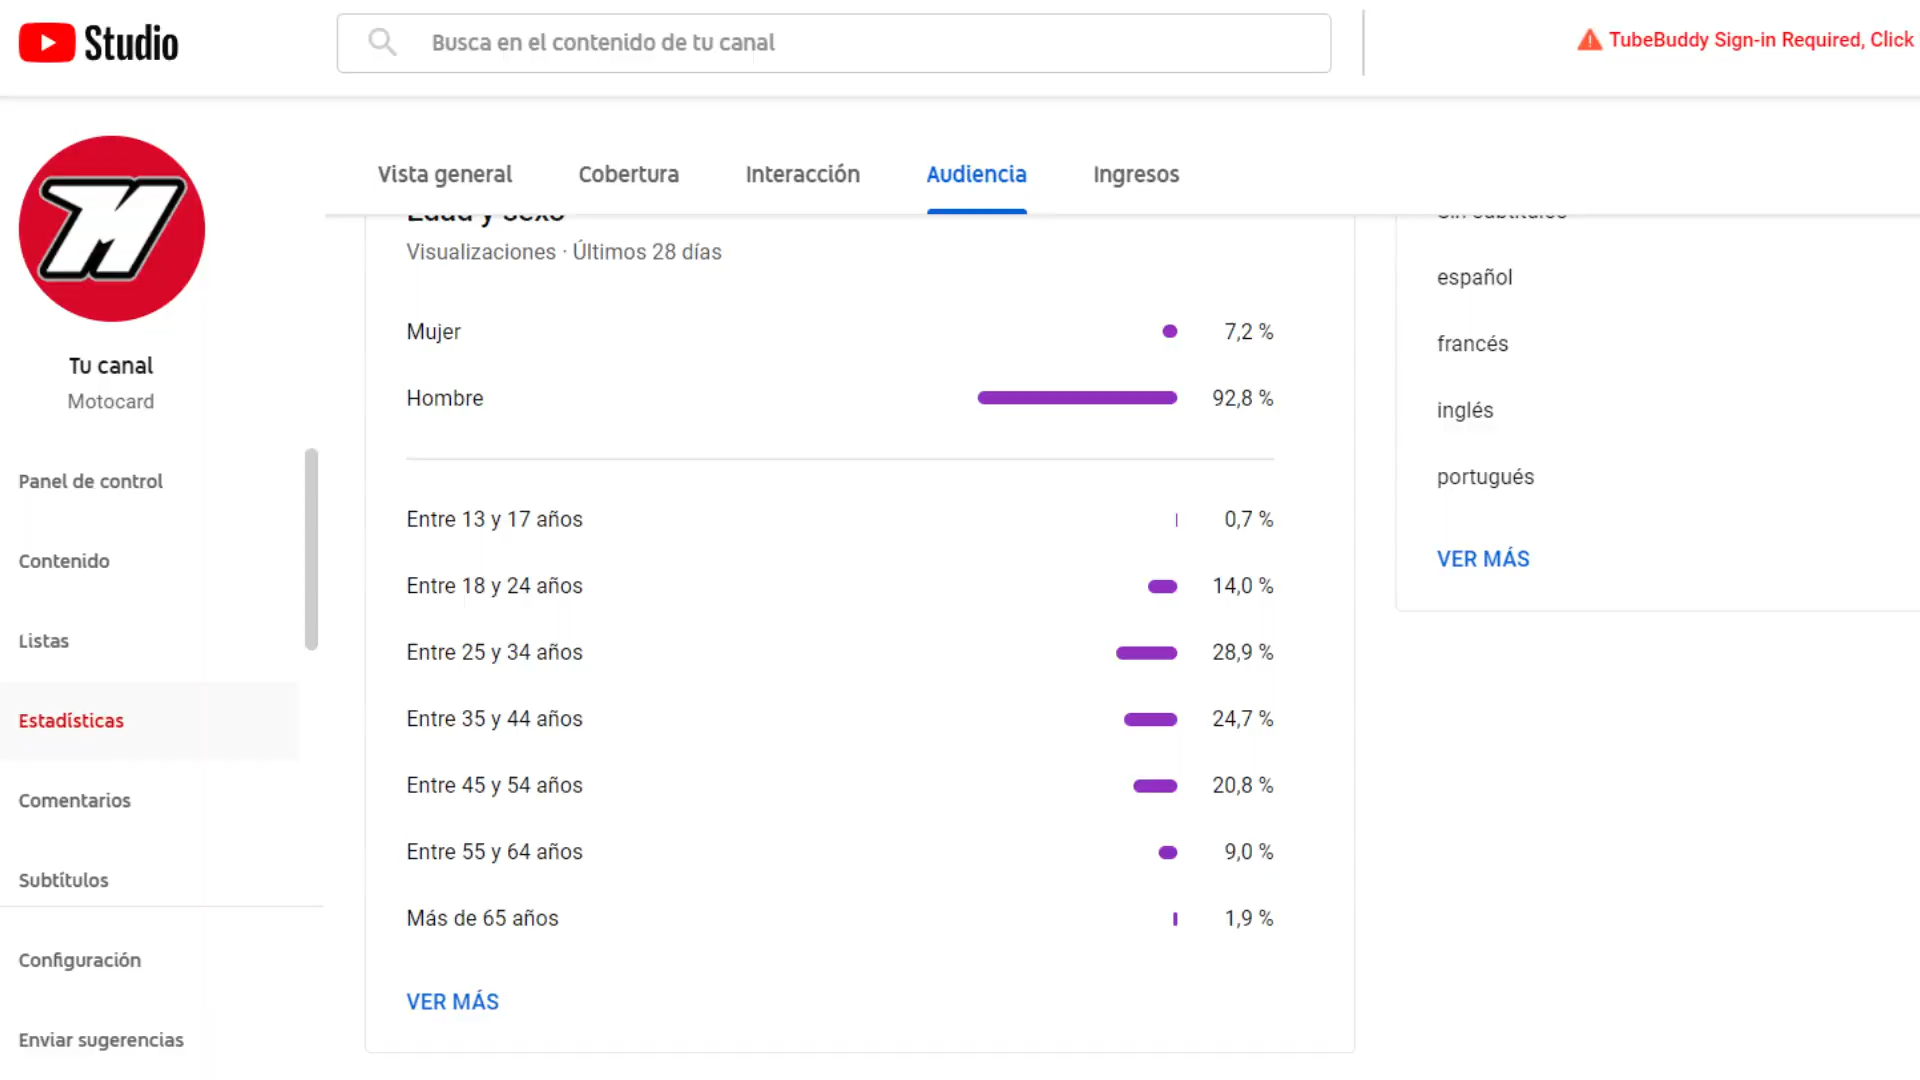 Studio
Busca en el contenido de tu canal
TubeBuddy Sign-in Required, Click
Vista general
Cobertura
Interacción
Audiencia
Ingresos
Tu canal
Motocard
Panel de control
Contenido
Listas
Estadísticas
Comentarios
Subtítulos
Configuración
Enviar sugerencias
Edad y sexo
Visualizaciones · Últimos 28 días
Mujer 7,2 %
Hombre 92,8 %
Entre 13 y 17 años 0,7 %
Entre 18 y 24 años 14,0 %
Entre 25 y 34 años 28,9 %
Entre 35 y 44 años 24,7 %
Entre 45 y 54 años 20,8 %
Entre 55 y 64 años 9,0 %
Más de 65 años 1,9 %
VER MÁS
Sin subtítulos
español
francés
inglés
portugués
VER MÁS